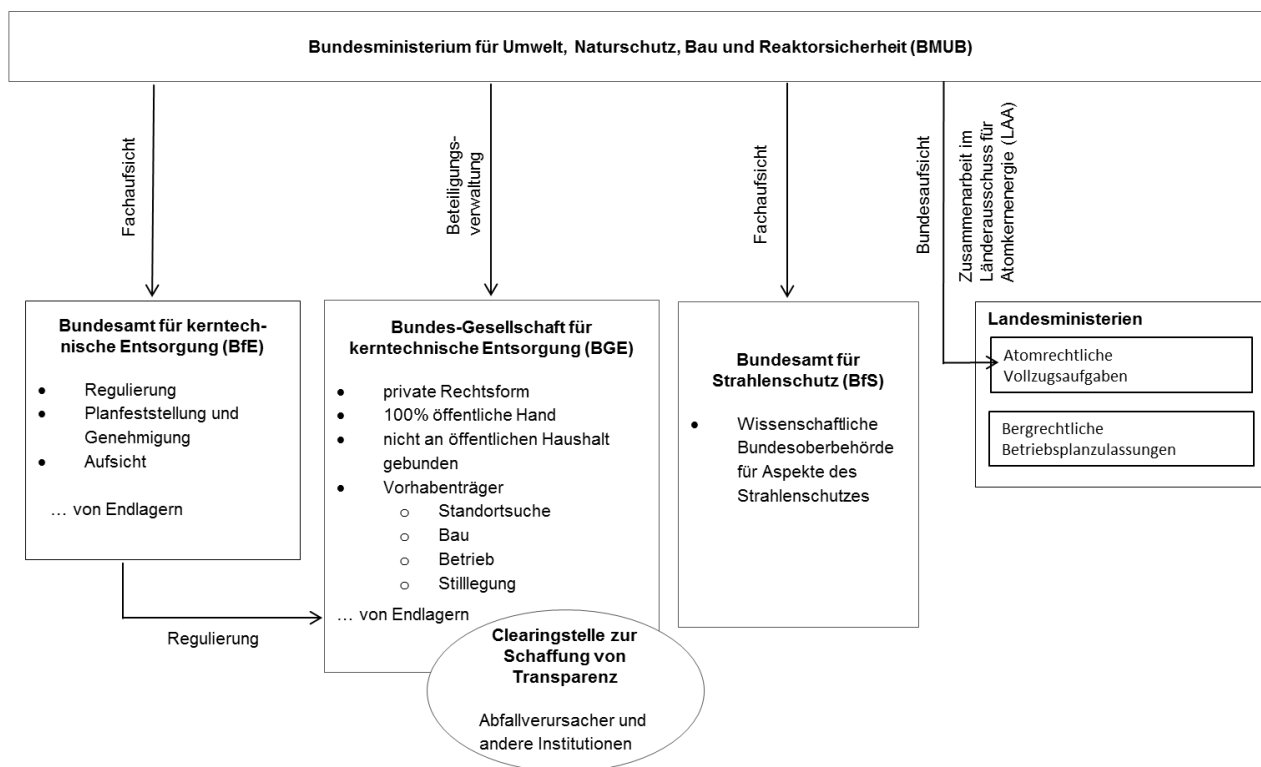 Bundesministerium für Umwelt, Naturschutz, Bau und Reaktorsicherheit (BMUB)
Fachaufsicht
Beteiligungs-
verwaltung
Fachaufsicht
Bundesaufsicht
Zusammenarbeit im
Länderausschuss für
Atomkernenergie (LAA)
Bundesamt für kerntech-
nische Entsorgung (BfE)
• Regulierung
• Planfeststellung und
Genehmigung
• Aufsicht
… von Endlagern
Regulierung
Bundes-Gesellschaft für
kerntechnische Entsorgung (BGE)
• private Rechtsform
• 100% öffentliche Hand
• nicht an öffentlichen Haushalt
gebunden
• Vorhabenträger
o Standortsuche
o Bau
o Betrieb
o Stilllegung
… von Endlagern
Clearingstelle zur
Schaffung von
Transparenz
Abfallverursacher und
andere Institutionen
Bundesamt für
Strahlenschutz (BfS)
• Wissenschaftliche
Bundesoberbehörde
für Aspekte des
Strahlenschutzes
Landesministerien
Atomrechtliche
Vollzugsaufgaben
Bergrechtliche
Betriebsplanzulassungen